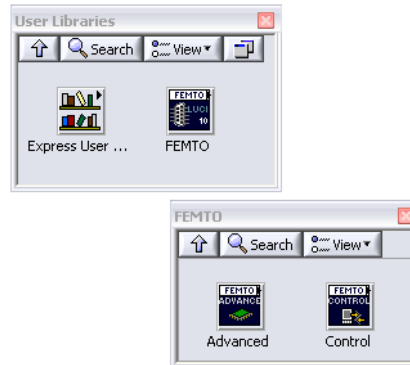 User Libraries
Search View
FEMTO
LUCI
10
Express User ... FEMTO
FEMTO
Search View
FEMTO FEMTO
ADVANCE CONTROL
Advanced Control